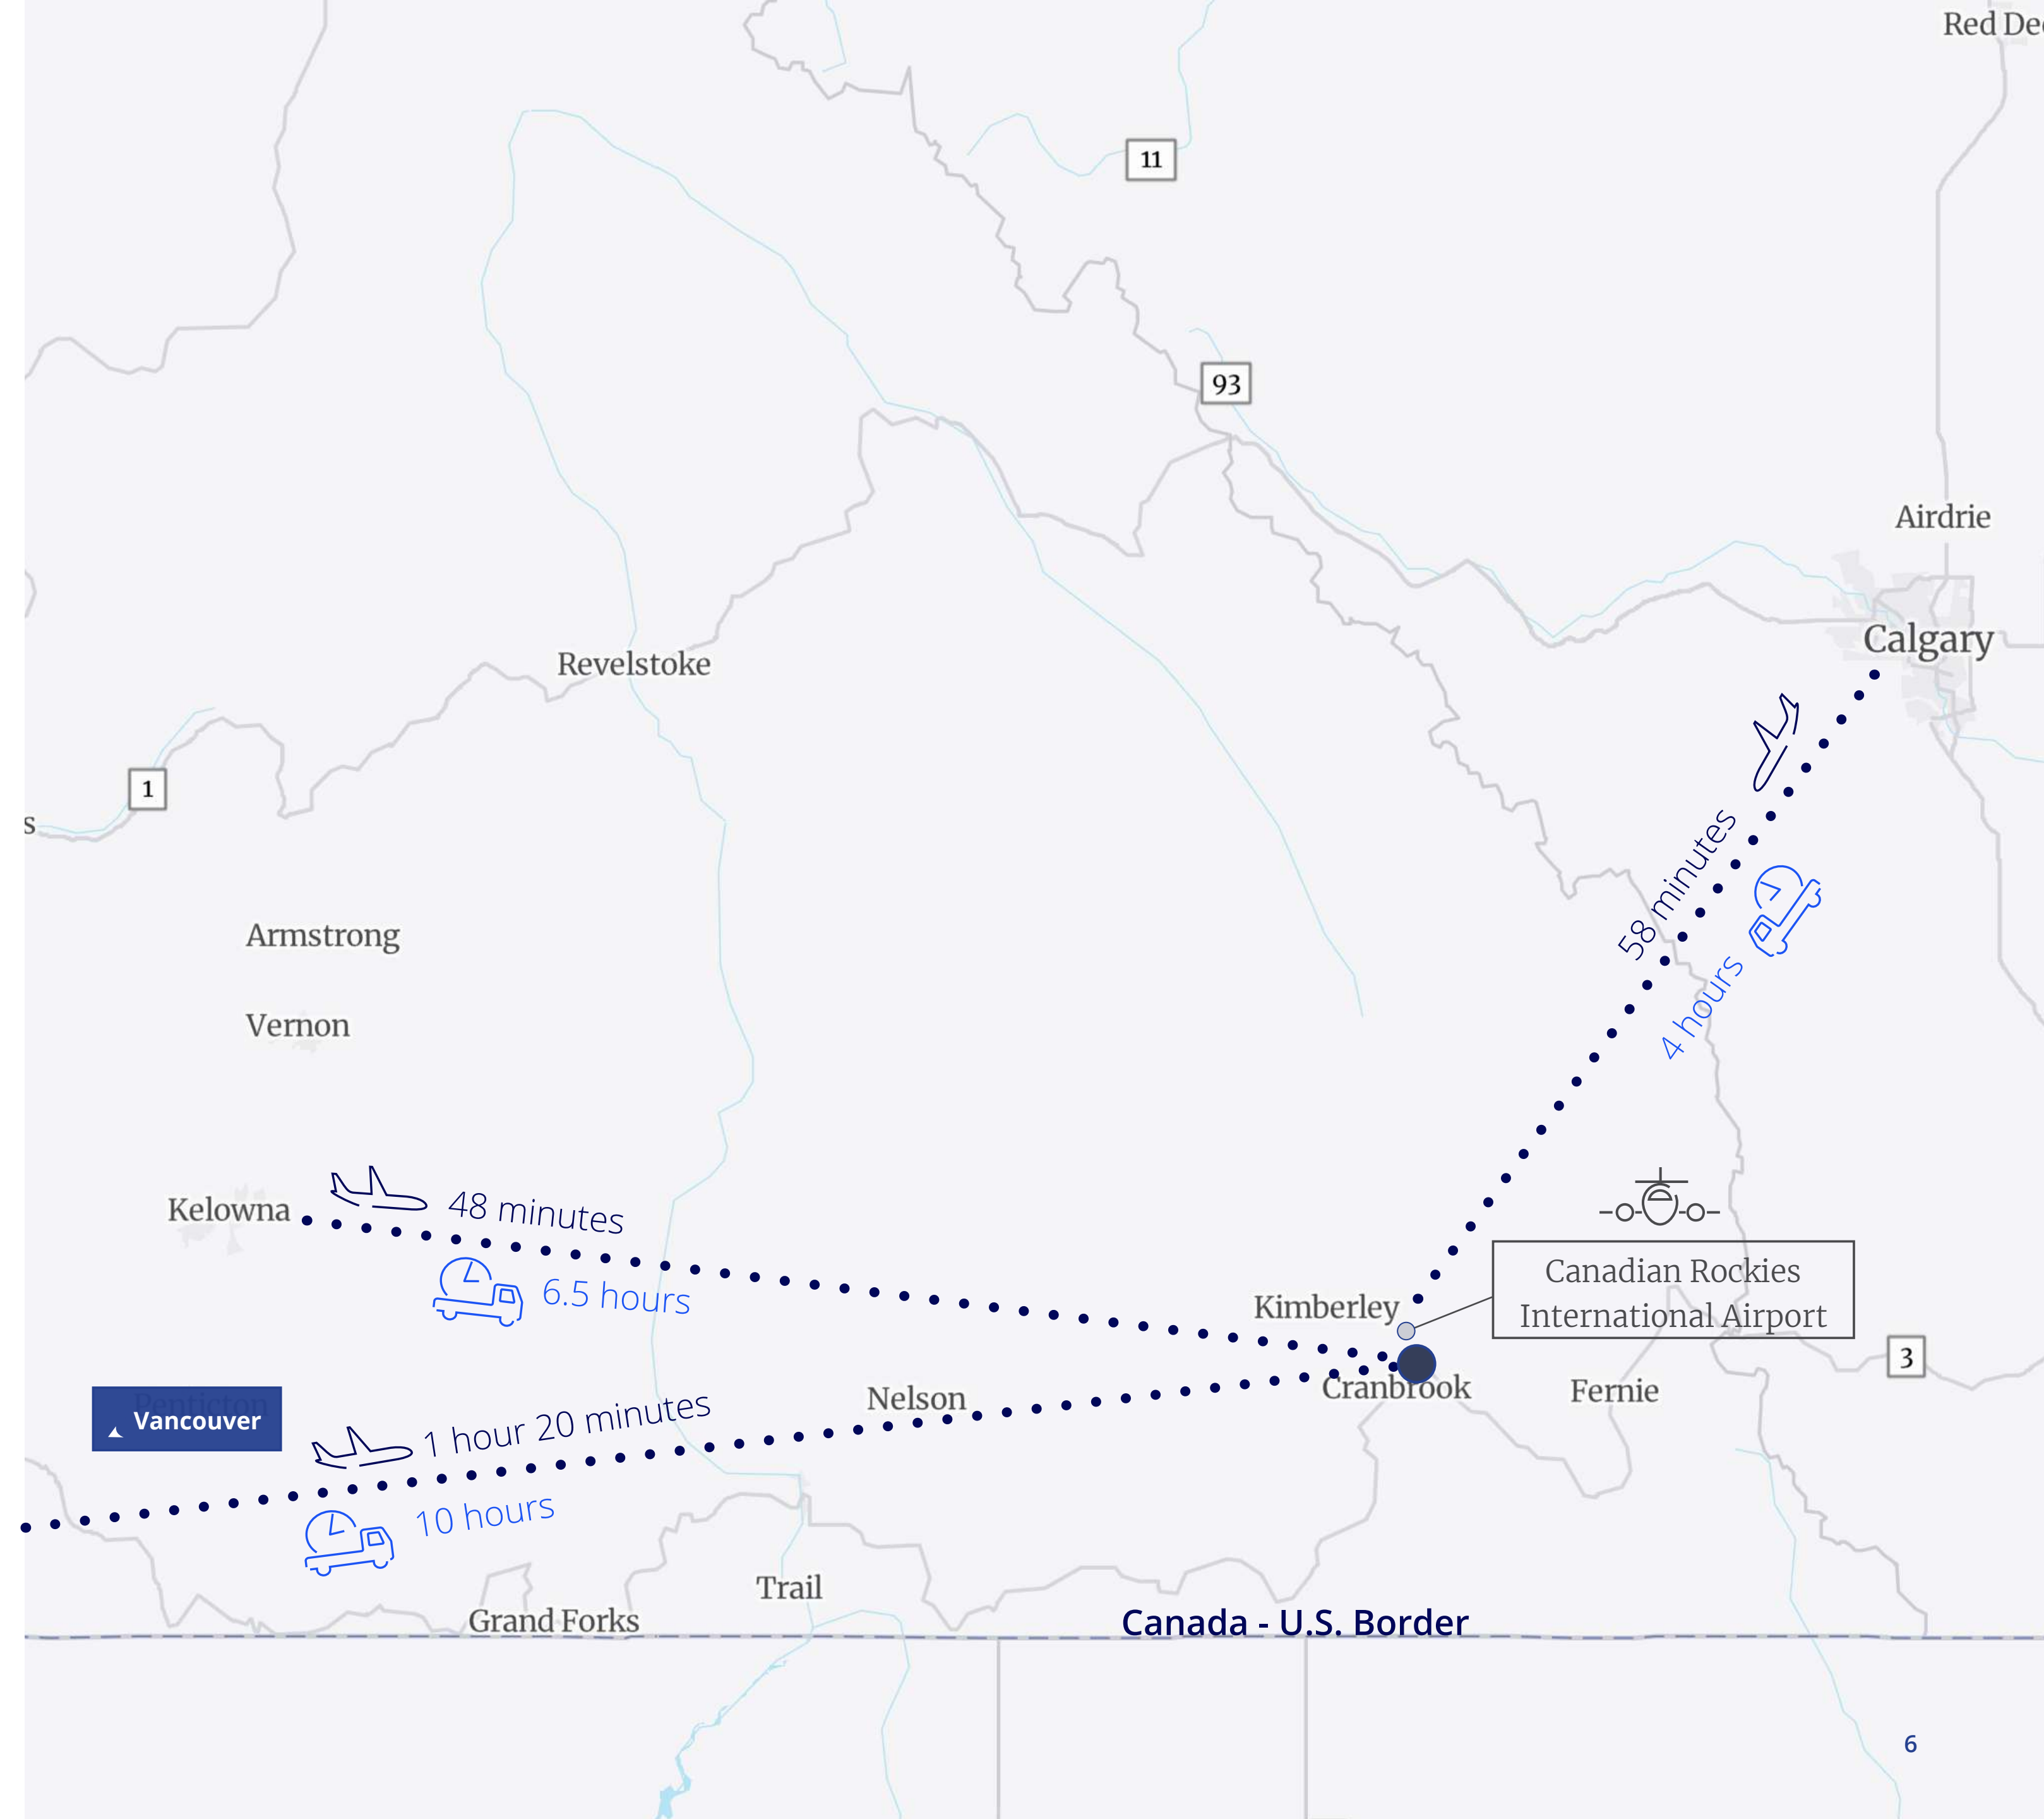 Red Dee
11
93
Airdrie
Calgary
Revelstoke
1
s
58 minutes
4 hours
Armstrong
Vernon
Kelowna
48 minutes
6.5 hours
Canadian Rockies
International Airport
Kimberley
3
Cranbrook
Fernie
Nelson
Penticton
Vancouver
1 hour 20 minutes
10 hours
Trail
Grand Forks
Canada - U.S. Border
6